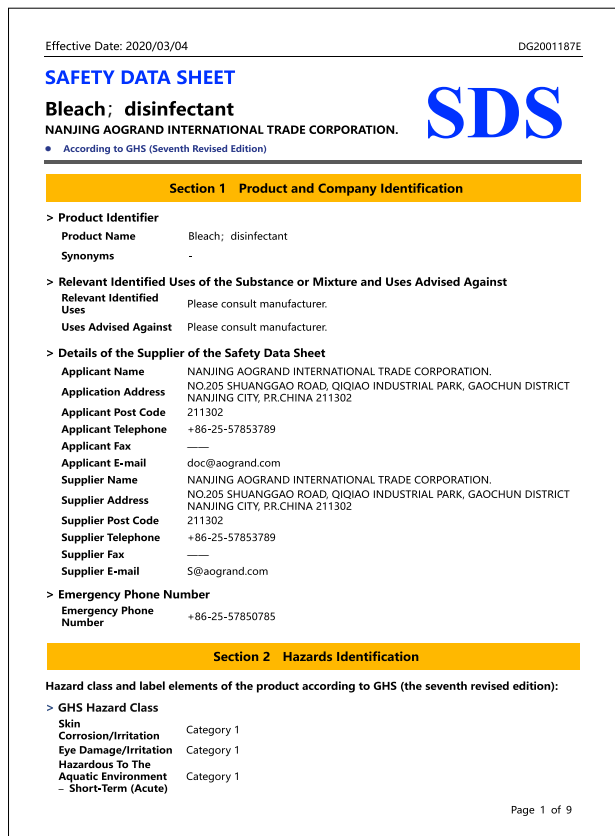 Effective Date: 2020/03/04
DG2001187E
SAFETY DATA SHEET
Bleach；disinfectant
NANJING AOGRAND INTERNATIONAL TRADE CORPORATION.
● According to GHS (Seventh Revised Edition)
SDS
Section 1 Product and Company Identification
> Product Identifier
Product Name Bleach；disinfectant
Synonyms -
> Relevant Identified Uses of the Substance or Mixture and Uses Advised Against
Relevant Identified
Uses
Please consult manufacturer.
Uses Advised Against Please consult manufacturer.
> Details of the Supplier of the Safety Data Sheet
Applicant Name NANJING AOGRAND INTERNATIONAL TRADE CORPORATION.
Application Address
NO.205 SHUANGGAO ROAD, QIQIAO INDUSTRIAL PARK, GAOCHUN DISTRICT
NANJING CITY, P.R.CHINA 211302
Applicant Post Code 211302
Applicant Telephone +86-25-57853789
Applicant Fax ——
Applicant E-mail doc@aogrand.com
Supplier Name NANJING AOGRAND INTERNATIONAL TRADE CORPORATION.
Supplier Address
NO.205 SHUANGGAO ROAD, QIQIAO INDUSTRIAL PARK, GAOCHUN DISTRICT
NANJING CITY, P.R.CHINA 211302
Supplier Post Code 211302
Supplier Telephone +86-25-57853789
Supplier Fax ——
Supplier E-mail S@aogrand.com
> Emergency Phone Number
Emergency Phone
Number
+86-25-57850785
Section 2 Hazards Identification
Hazard class and label elements of the product according to GHS (the seventh revised edition):
> GHS Hazard Class
Skin
Corrosion/Irritation
Category 1
Eye Damage/Irritation Category 1
Hazardous To The
Aquatic Environment
– Short-Term (Acute)
Category 1
Page 1 of 9